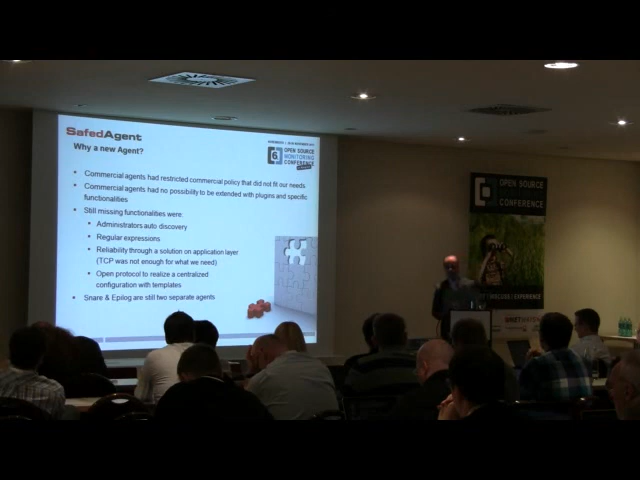 SafedAgent
Why a new Agent?
6.
OPEN SOURCE
MONITORING
CONFERENCE
Commercial agents had restricted commercial policy that did not fit our needs
Commercial agents had no possibility to be extended with plugins and specific
functionalities
Still missing functionalities were:
Administrators auto discovery
Regular expressions
Reliability through a solution on application layer
(TCP was not enough for what we need)
Open protocol to realize a centralized
configuration with templates
Snare & Epilog are still two separate agents
OPEN SOURCE
CONFERENCE